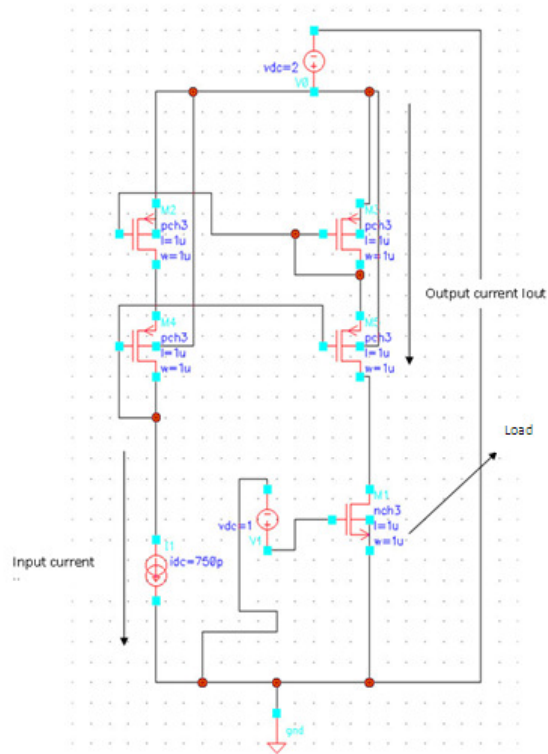 vdc=2
V0
M2
pch3
l=1u
w=1u
M3
pch3
l=1u
w=1u
Output current Iout
M4
pch3
l=1u
w=1u
M5
pch3
l=1u
w=1u
Load
M1
nch3
l=1u
w=1u
vdc=1
V1
Input current
..
I1
idc=750p
gnd